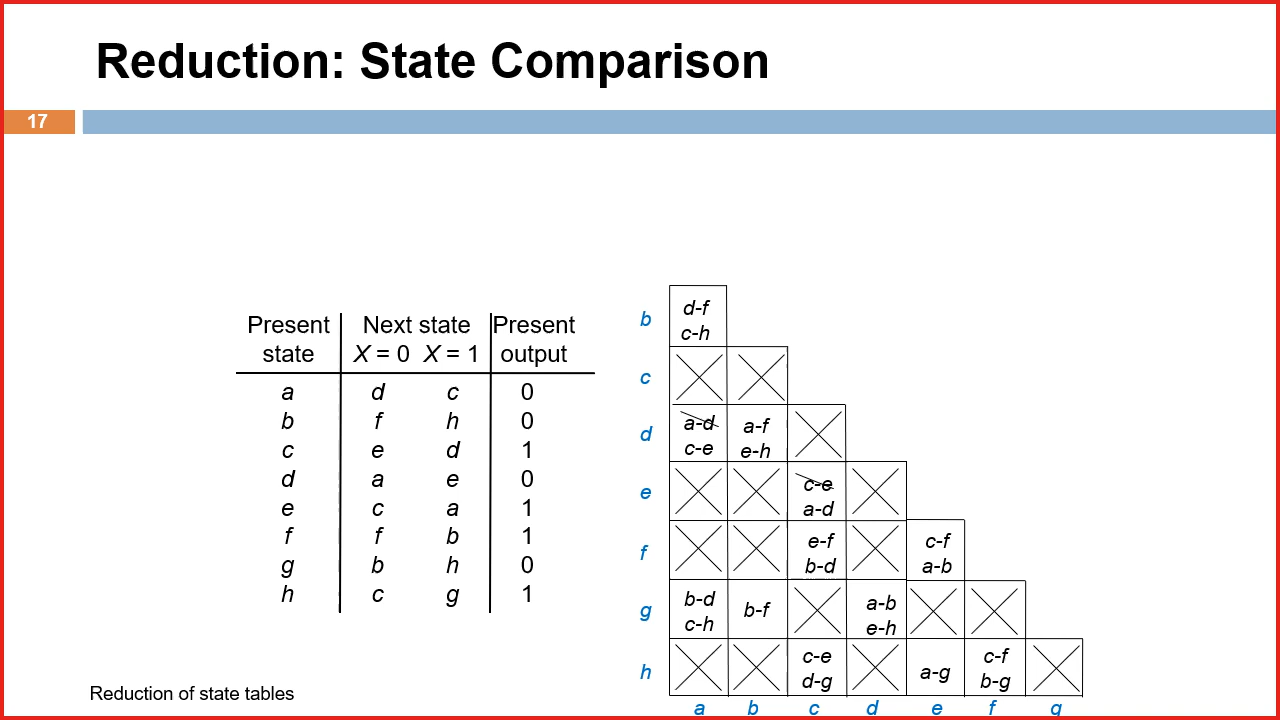 Reduction: State Comparison
17
Present Next state Present
state X = 0 X = 1 output
a d c 0
b f h 0
c e d 1
d a e 0
e c a 1
f f b 1
g b h 0
h c g 1
b
d-f
c-h
c
d
a-d a-f
c-e e-h
e
c-e
a-d
f
e-f c-f
b-d a-b
g
b-d b-f a-b
c-h e-h
h
c-e a-g c-f
d-g b-g
a b c d e f g
Reduction of state tables